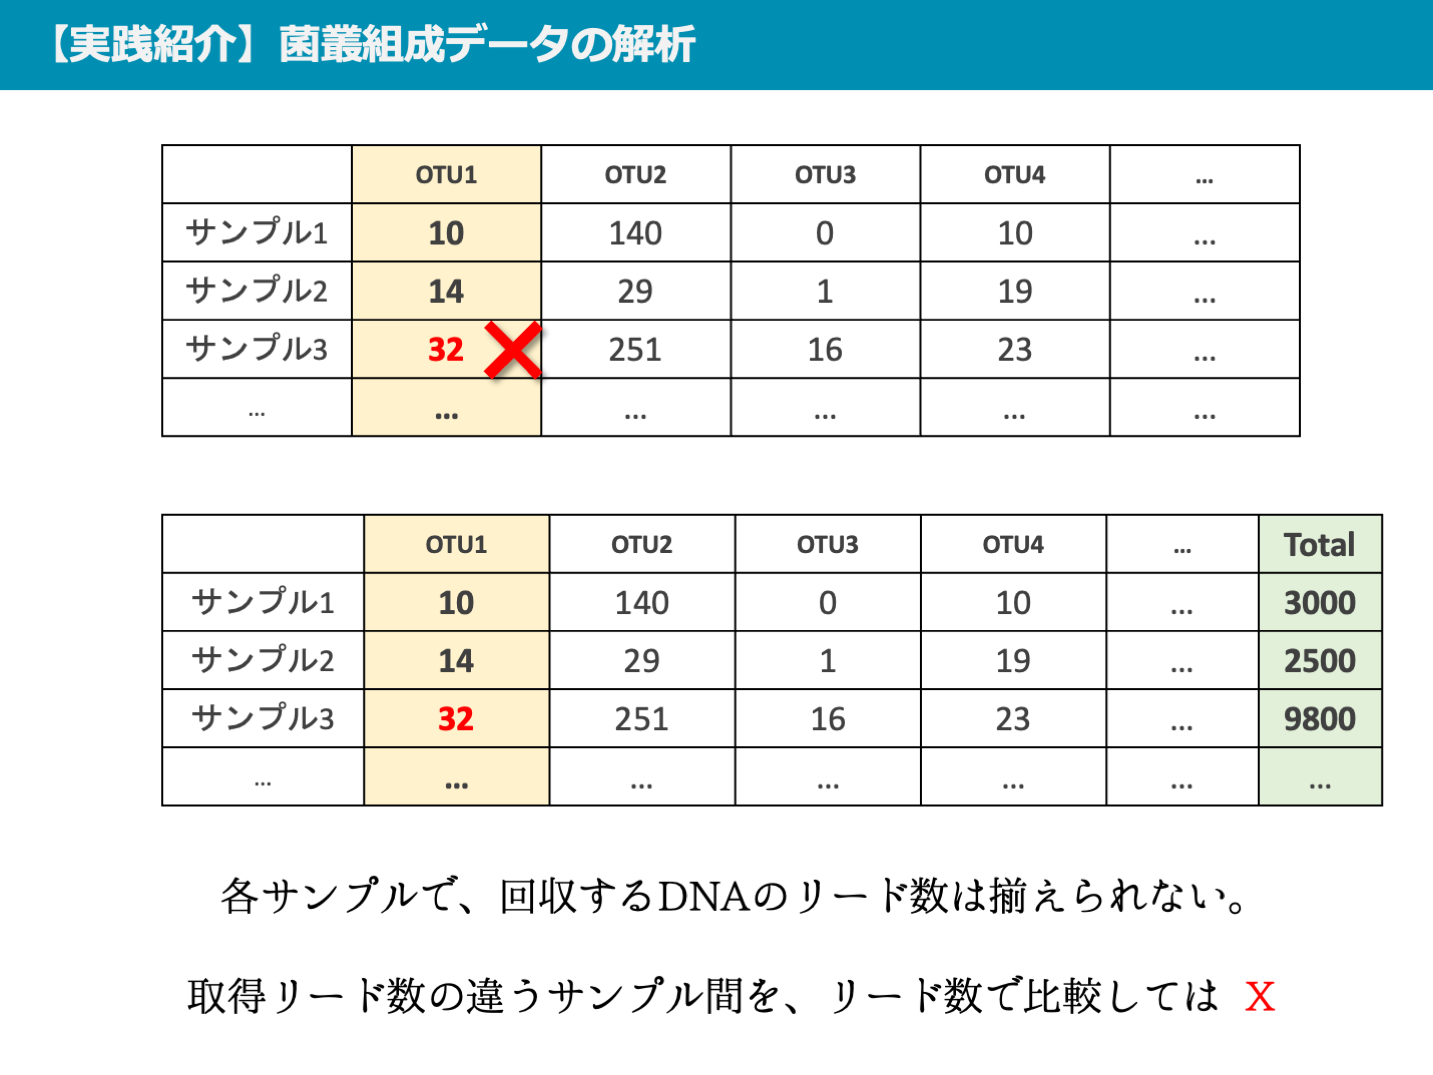 【実践紹介】菌叢組成データの解析
OTU1 OTU2 OTU3 OTU4 ...
サンプル1 10 140 0 10 ...
サンプル2 14 29 1 19 ...
サンプル3 32 251 16 23 ...
... ... ... ... ... ...
OTU1 OTU2 OTU3 OTU4 ... Total
サンプル1 10 140 0 10 ... 3000
サンプル2 14 29 1 19 ... 2500
サンプル3 32 251 16 23 ... 9800
... ... ... ... ... ... ...
各サンプルで、回収するDNAのリード数は揃えられない。
取得リード数の違うサンプル間を、リード数で比較しては X